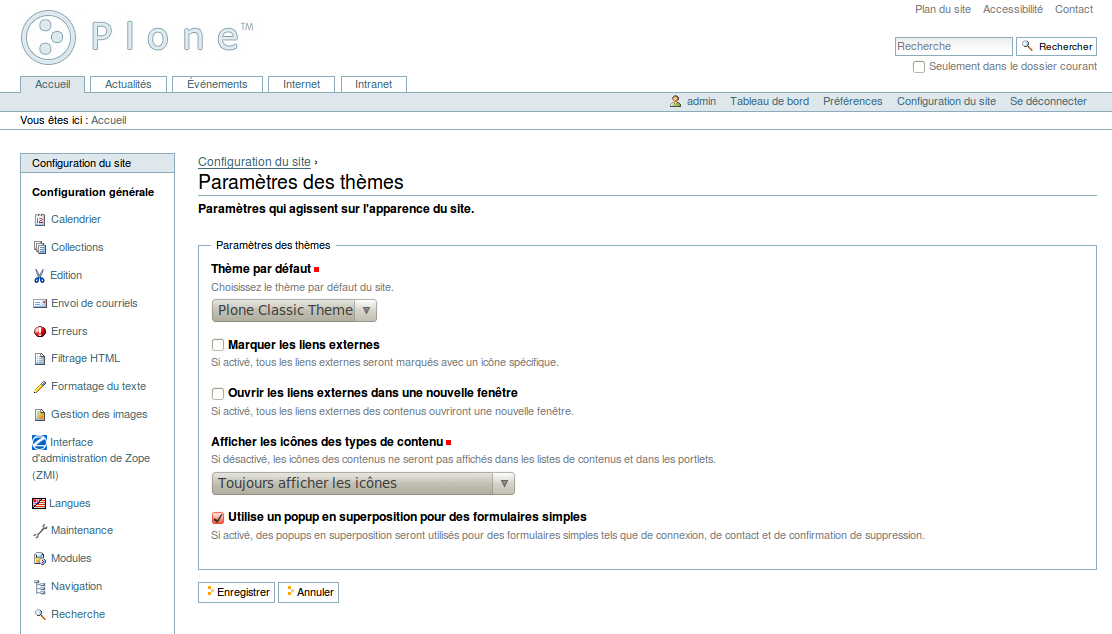 Plan du site Accessibilité Contact
Plone™
Recherche Rechercher
Seulement dans le dossier courant
Accueil Actualités Événements Internet Intranet
admin Tableau de bord Préférences Configuration du site Se déconnecter
Vous êtes ici : Accueil
Configuration du site
Configuration générale
Calendrier
Collections
Edition
Envoi de courriels
Erreurs
Filtrage HTML
Formatage du texte
Gestion des images
Interface
d'administration de Zope
(ZMI)
Langues
Maintenance
Modules
Navigation
Recherche
Configuration du site ›
Paramètres des thèmes
Paramètres qui agissent sur l'apparence du site.
Paramètres des thèmes
Thème par défaut
Choisissez le thème par défaut du site.
Plone Classic Theme
Marquer les liens externes
Si activé, tous les liens externes seront marqués avec un icône spécifique.
Ouvrir les liens externes dans une nouvelle fenêtre
Si activé, tous les liens externes des contenus ouvriront une nouvelle fenêtre.
Afficher les icônes des types de contenu
Si désactivé, les icônes des contenus ne seront pas affichés dans les listes de contenus et dans les portlets.
Toujours afficher les icônes
Utilise un popup en superposition pour des formulaires simples
Si activé, des popups en superposition seront utilisés pour des formulaires simples tels que de connexion, de contact et de confirmation de suppression.
Enregistrer Annuler